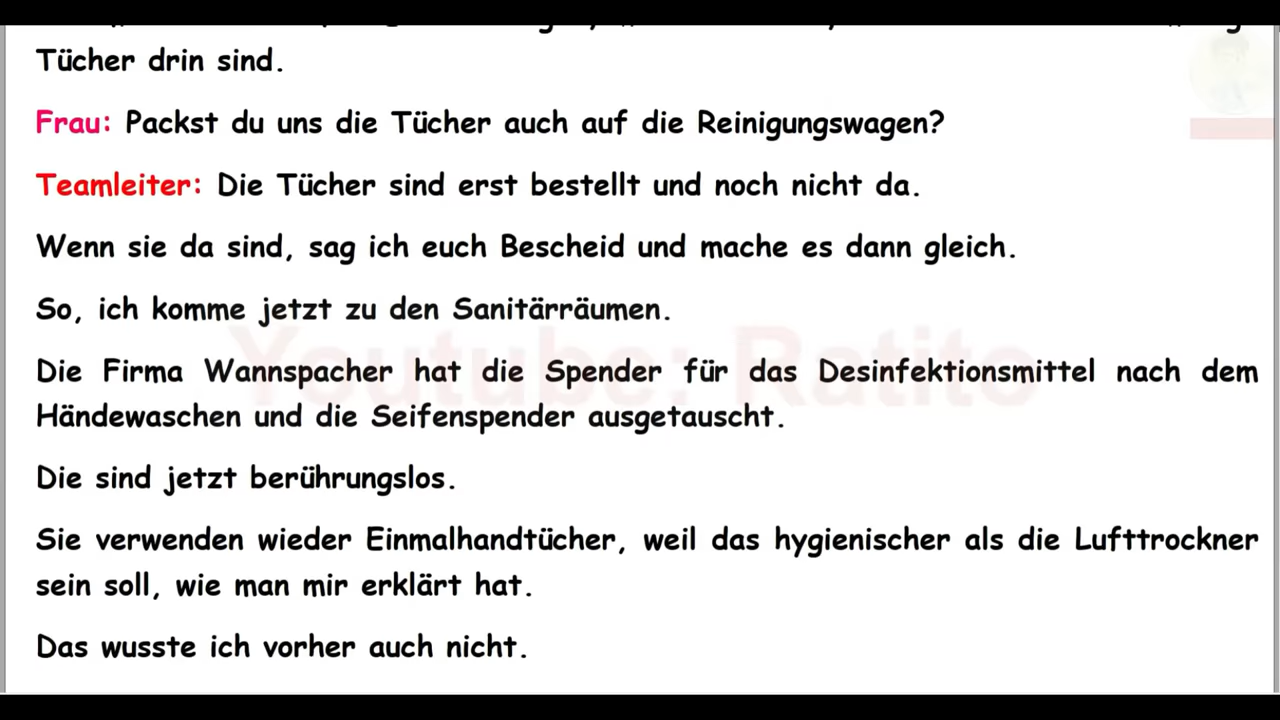 Tücher drin sind.
Frau: Packst du uns die Tücher auch auf die Reinigungswagen?
Teamleiter: Die Tücher sind erst bestellt und noch nicht da.
Wenn sie da sind, sag ich euch Bescheid und mache es dann gleich.
So, ich komme jetzt zu den Sanitärräumen.
Youtube: Ratito
Die Firma Wannspacher hat die Spender für das Desinfektionsmittel nach dem
Händewaschen und die Seifenspender ausgetauscht.
Die sind jetzt berührungslos.
Sie verwenden wieder Einmalhandtücher, weil das hygienischer als die Lufttrockner
sein soll, wie man mir erklärt hat.
Das wusste ich vorher auch nicht.